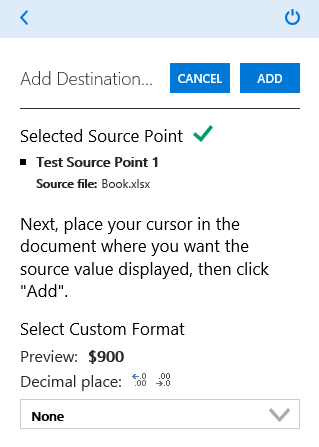 Add Destination... CANCEL ADD
Selected Source Point
Test Source Point 1
Source file: Book.xlsx
Next, place your cursor in the
document where you want the
source value displayed, then click
"Add".
Select Custom Format
Preview: $900
Decimal place: .0 .00 .00 .0
None